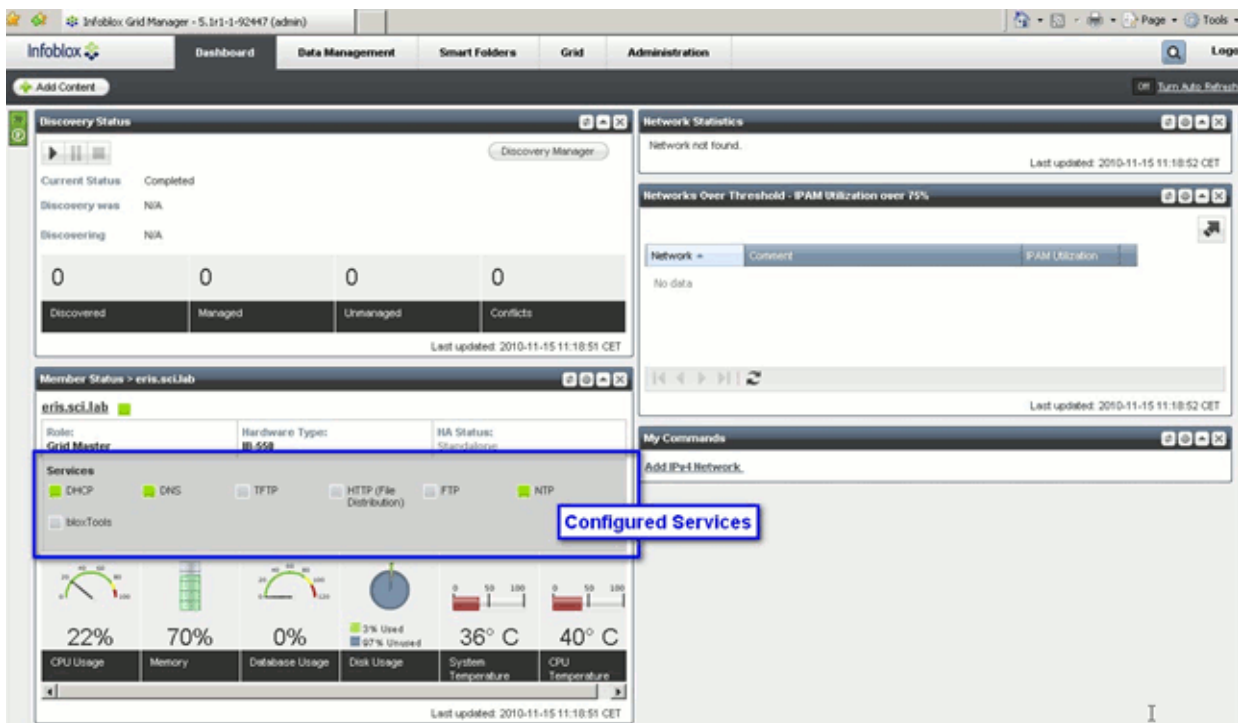 Infoblox Grid Manager - 5.1r1-1-92447 (admin)
Page
Tools
Infoblox
Dashboard
Data Management
Smart Folders
Grid
Administration
Add Content
Off
Turn Auto Refresh
Discovery Status
Discovery Manager
Current Status Completed
Discovery was N/A
Discovering N/A
0 0 0 0
Discovered Managed Unmanaged Conflicts
Last updated: 2010-11-15 11:18:51 CET
Member Status > eris.sci.lab
eris.sci.lab
Role: Hardware Type: HA Status:
Grid Master IB-550 Standalone
Services
DHCP DNS TFTP HTTP (File Distribution) FTP NTP
bloxTools
Configured Services
3% Used
97% Unused
22% 70% 0% 36° C 40° C
CPU Usage Memory Database Usage Disk Usage System Temperature CPU Temperature
Last updated: 2010-11-15 11:18:51 CET
Network Statistics
Network not found.
Last updated: 2010-11-15 11:18:52 CET
Networks Over Threshold - IPAM Utilization over 75%
Network Comment IPAM Utilization
No data
Last updated: 2010-11-15 11:18:52 CET
My Commands
Add IPv4 Network